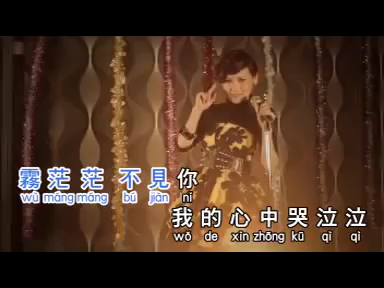 霧茫茫 不見你
wù máng máng bú jiàn nǐ
我的心中哭泣泣
wǒ de xīn zhōng kū qì qì